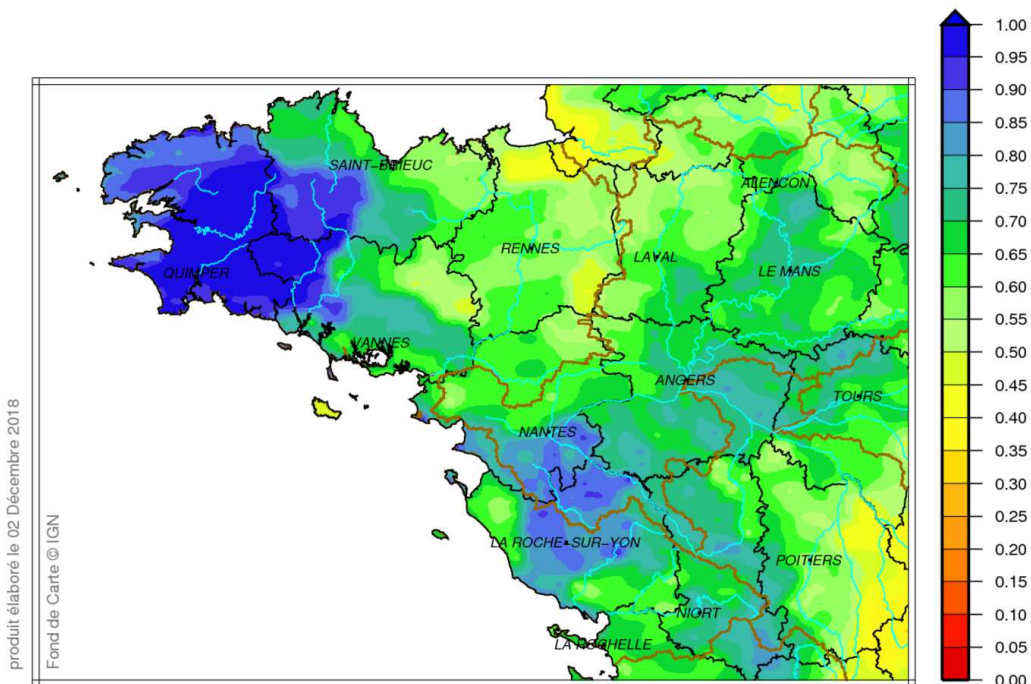 1.00
0.95
0.90
0.85
0.80
0.75
0.70
0.65
0.60
0.55
0.50
0.45
0.40
0.35
0.30
0.25
0.20
0.15
0.10
0.05
0.00
SAINT-BRIEUC
ALENCON
RENNES
LAVAL
LE MANS
QUIMPER
VANNES
ANGERS
TOURS
NANTES
LA ROCHE-SUR-YON
POITIERS
NIORT
LA ROCHELLE
produit élaboré le 02 Décembre 2018
Fond de Carte © IGN